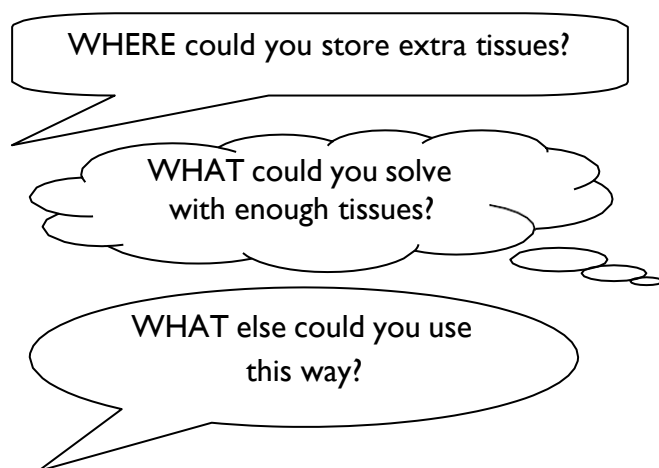 WHERE could you store extra tissues?
WHAT could you solve
with enough tissues?
WHAT else could you use
this way?